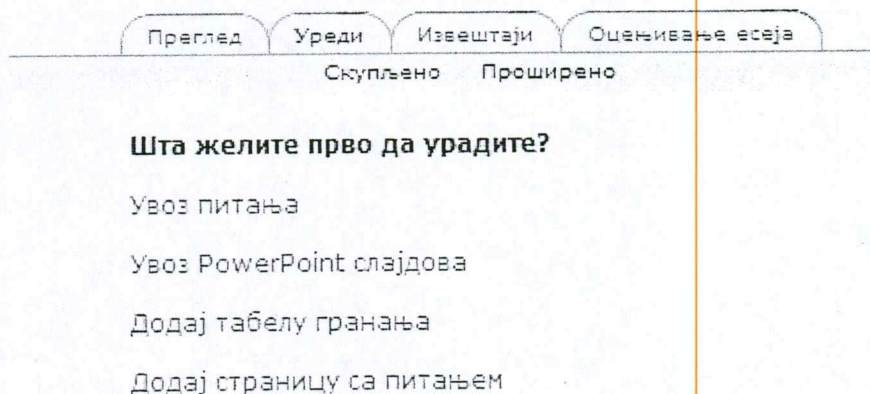 Преглед Уреди Извештаји Оцењивање есеја
Скупљено Проширено
Шта желите прво да урадите?
Увоз питања
Увоз PowerPoint слајдова
Додај табелу гранања
Додај страницу са питањем